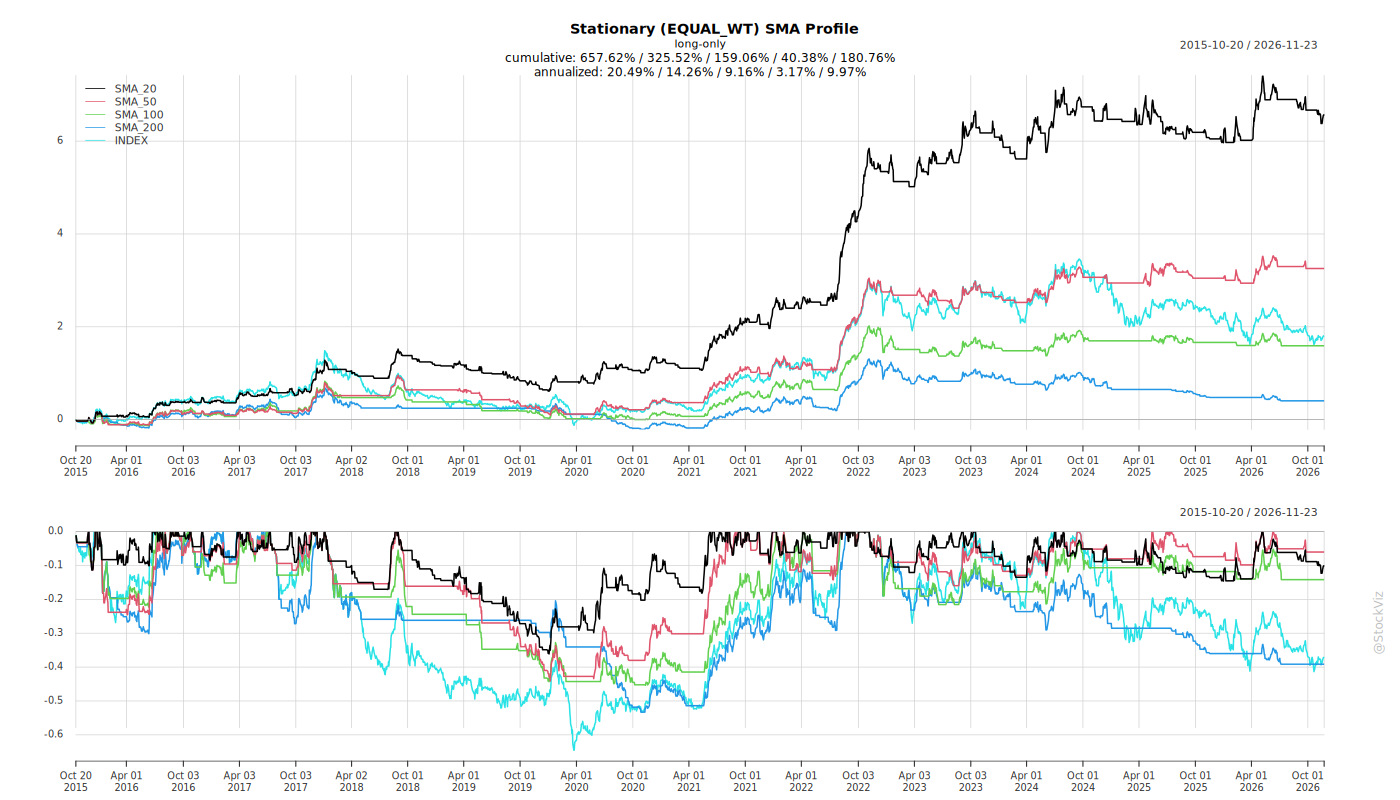 Stationary (EQUAL_WT) SMA Profile
long-only
cumulative: 657.62% / 325.52% / 159.06% / 40.38% / 180.76%
annualized: 20.49% / 14.26% / 9.16% / 3.17% / 9.97%
2015-10-20 / 2026-11-23
SMA_20
SMA_50
SMA_100
SMA_200
INDEX
6
4
2
0
Oct 20 Apr 01 Oct 03 Apr 03 Oct 03 Apr 02 Oct 01 Apr 01 Oct 01 Apr 01 Oct 01 Apr 01 Oct 01 Apr 01 Oct 03 Apr 03 Oct 03 Apr 01 Oct 01 Apr 01 Oct 01 Apr 01 Oct 01
2015 2016 2016 2017 2017 2018 2018 2019 2019 2020 2020 2021 2021 2022 2022 2023 2023 2024 2024 2025 2025 2026 2026
2015-10-20 / 2026-11-23
0.0
-0.1
-0.2
-0.3
-0.4
-0.5
-0.6
Oct 20 Apr 01 Oct 03 Apr 03 Oct 03 Apr 02 Oct 01 Apr 01 Oct 01 Apr 01 Oct 01 Apr 01 Oct 01 Apr 01 Oct 03 Apr 03 Oct 03 Apr 01 Oct 01 Apr 01 Oct 01 Apr 01 Oct 01
2015 2016 2016 2017 2017 2018 2018 2019 2019 2020 2020 2021 2021 2022 2022 2023 2023 2024 2024 2025 2025 2026 2026
@StockViz